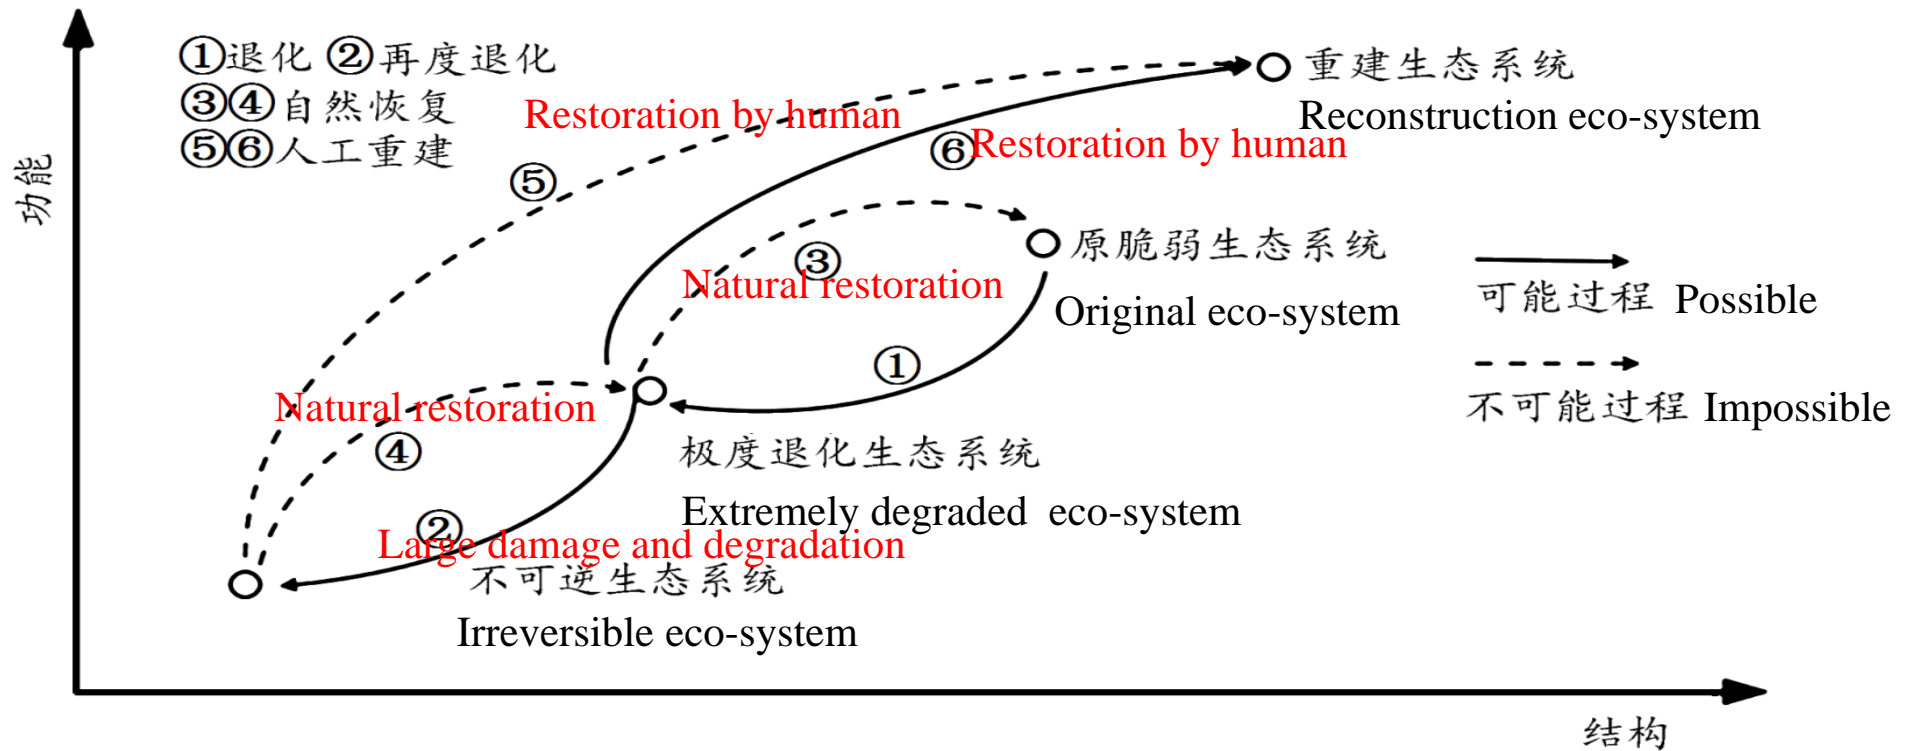 ①退化 ②再度退化
③④自然恢复
⑤⑥人工重建
功能
Restoration by human
⑤
重建生态系统
Reconstruction eco-system
⑥
Restoration by human
③
Natural restoration
原脆弱生态系统
Original eco-system
①
可能过程 Possible
不可能过程 Impossible
Natural restoration
④
极度退化生态系统
Extremely degraded eco-system
②
Large damage and degradation
不可逆生态系统
Irreversible eco-system
结构